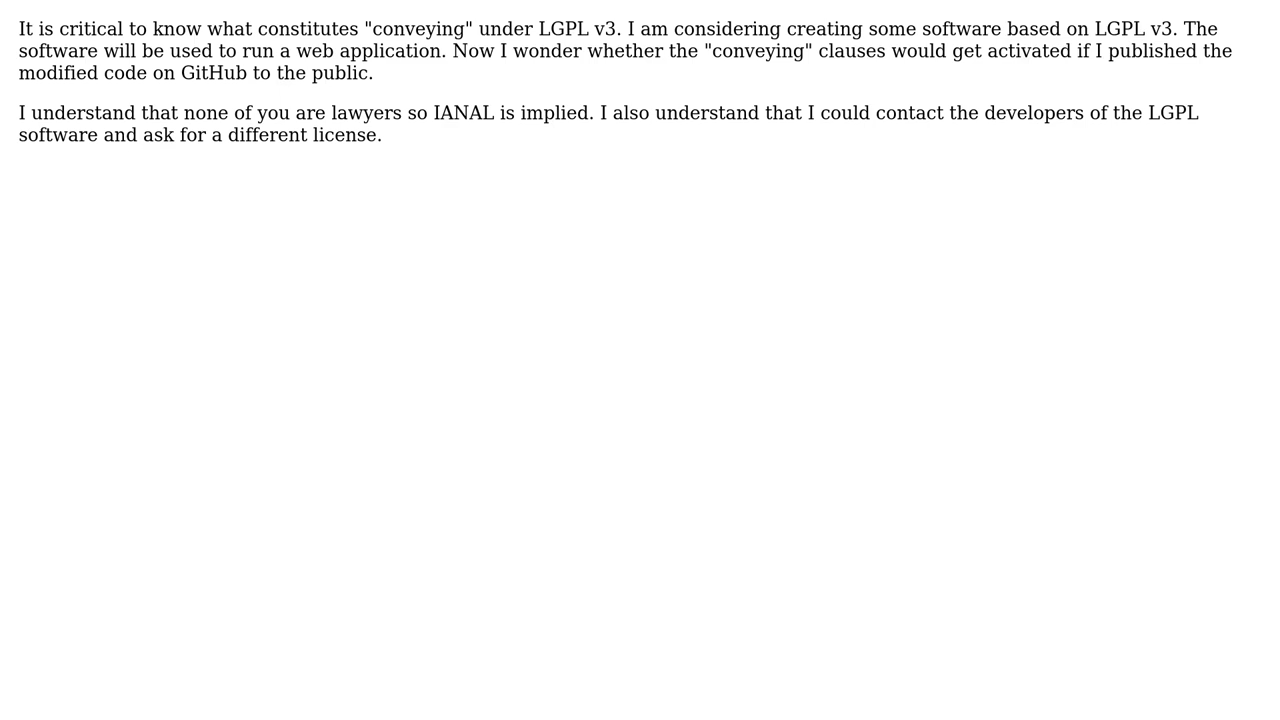 It is critical to know what constitutes "conveying" under LGPL v3. I am considering creating some software based on LGPL v3. The
software will be used to run a web application. Now I wonder whether the "conveying" clauses would get activated if I published the
modified code on GitHub to the public.
I understand that none of you are lawyers so IANAL is implied. I also understand that I could contact the developers of the LGPL
software and ask for a different license.